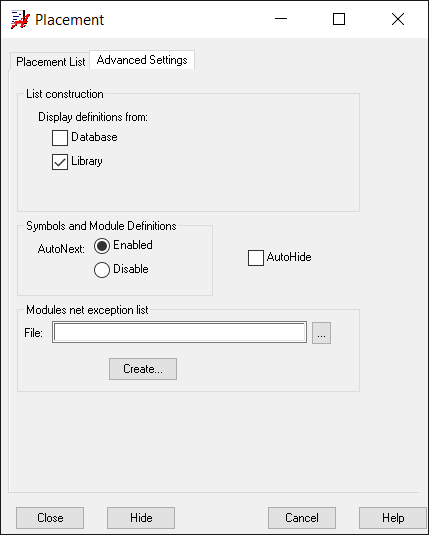 Placement
Placement List
Advanced Settings
List construction
Display definitions from:
Database
Library
Symbols and Module Definitions
AutoNext:
Enabled
Disable
AutoHide
Modules net exception list
File:
...
Create...
Close
Hide
Cancel
Help